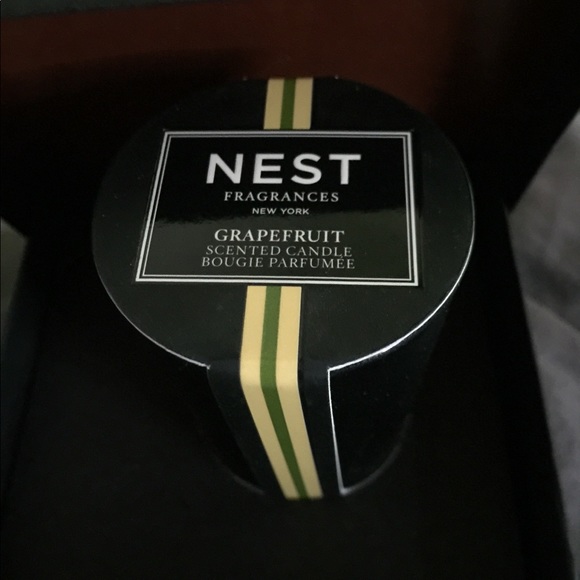 NEST
FRAGRANCES
NEW YORK
GRAPEFRUIT
SCENTED CANDLE
BOUGIE PARFUMÉE